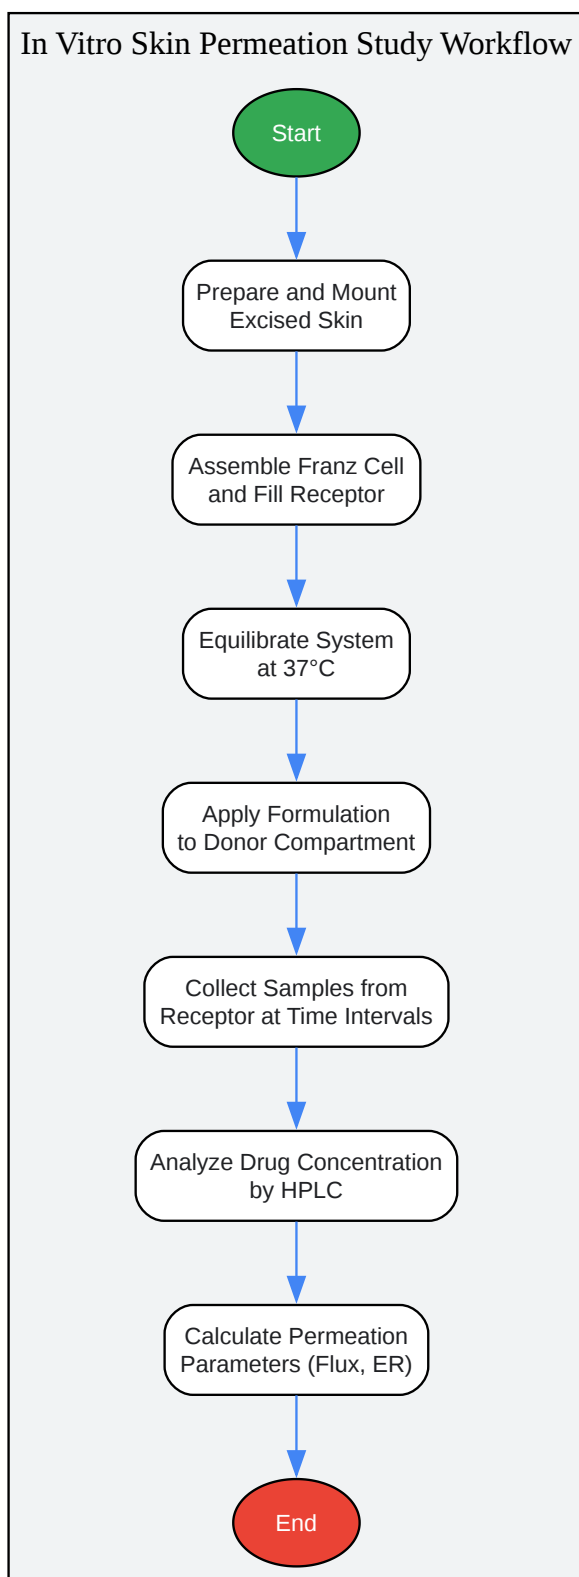 In Vitro Skin Permeation Study Workflow
Start
Prepare and Mount
Excised Skin
Assemble Franz Cell
and Fill Receptor
Equilibrate System
at 37°C
Apply Formulation
to Donor Compartment
Collect Samples from
Receptor at Time Intervals
Analyze Drug Concentration
by HPLC
Calculate Permeation
Parameters (Flux, ER)
End